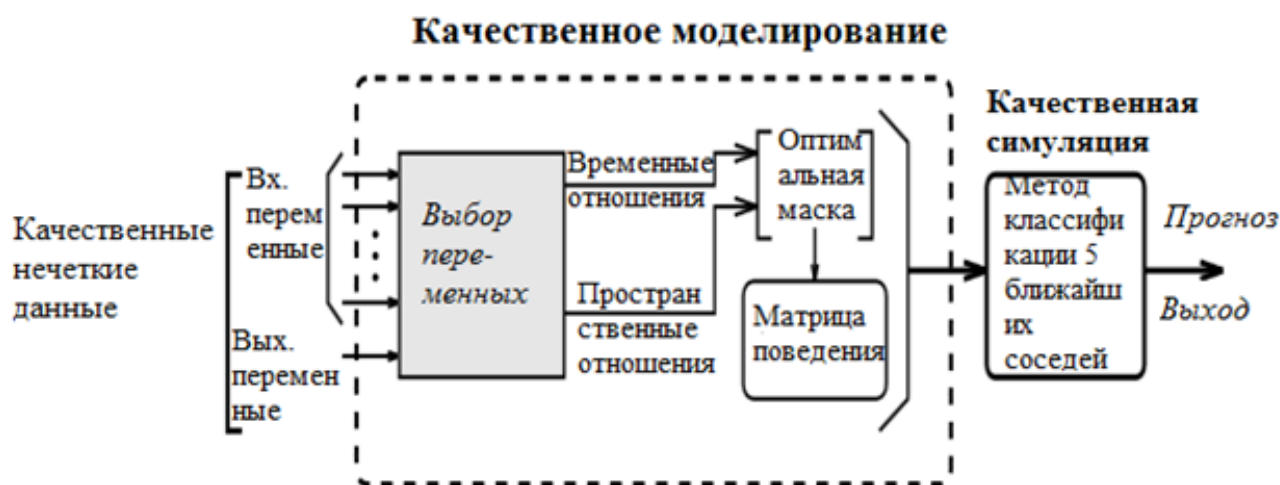 Качественное моделирование
Качественные
нечеткие
данные
Вх.
перем
енные
Вых.
перемен
ные
Выбор
пере-
менных
Временные
отношения
Простран
ственные
отношения
Оптим
альная
маска
Матрица
поведения
Качественная
симуляция
Метод
классифи
кации 5
ближайш
их
соседей
Прогноз
Выход